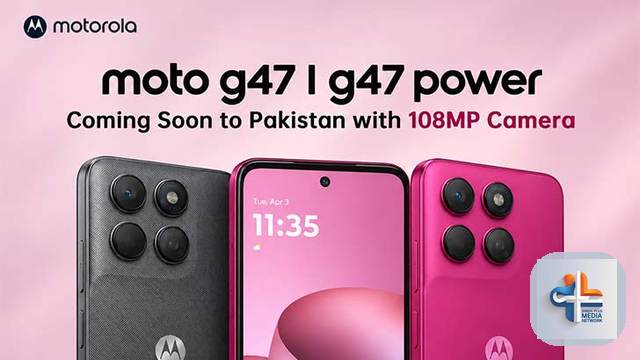 motorola
moto g47 | g47 power
Coming Soon to Pakistan with 108MP Camera
Tue, Apr 3
11:35
MEDIA
NETWORK